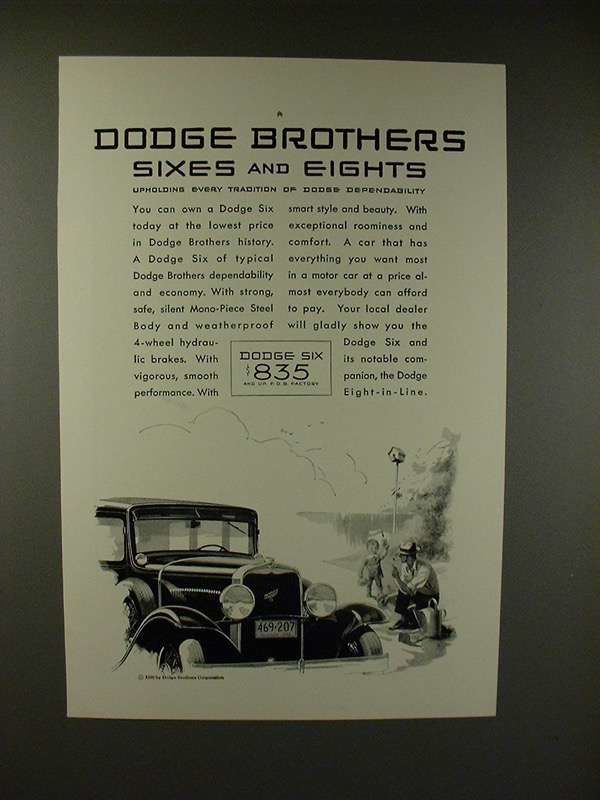 DODGE BROTHERS
SIXES AND EIGHTS
UPHOLDING EVERY TRADITION OF DODGE DEPENDABILITY
You can own a Dodge Six
today at the lowest price
in Dodge Brothers history.
A Dodge Six of typical
Dodge Brothers dependability
and economy. With strong,
safe, silent Mono-Piece Steel
Body and weatherproof
4-wheel hydrau-
lic brakes. With
vigorous, smooth
performance. With
smart style and beauty. With
exceptional roominess and
comfort. A car that has
everything you want most
in a motor car at a price al-
most everybody can afford
to pay. Your local dealer
will gladly show you the
Dodge Six and
its notable com-
panion, the Dodge
Eight-in-Line.
DODGE SIX
$835
AND UP, F.O.B. FACTORY
469-207
by Dodge Brothers Corporation